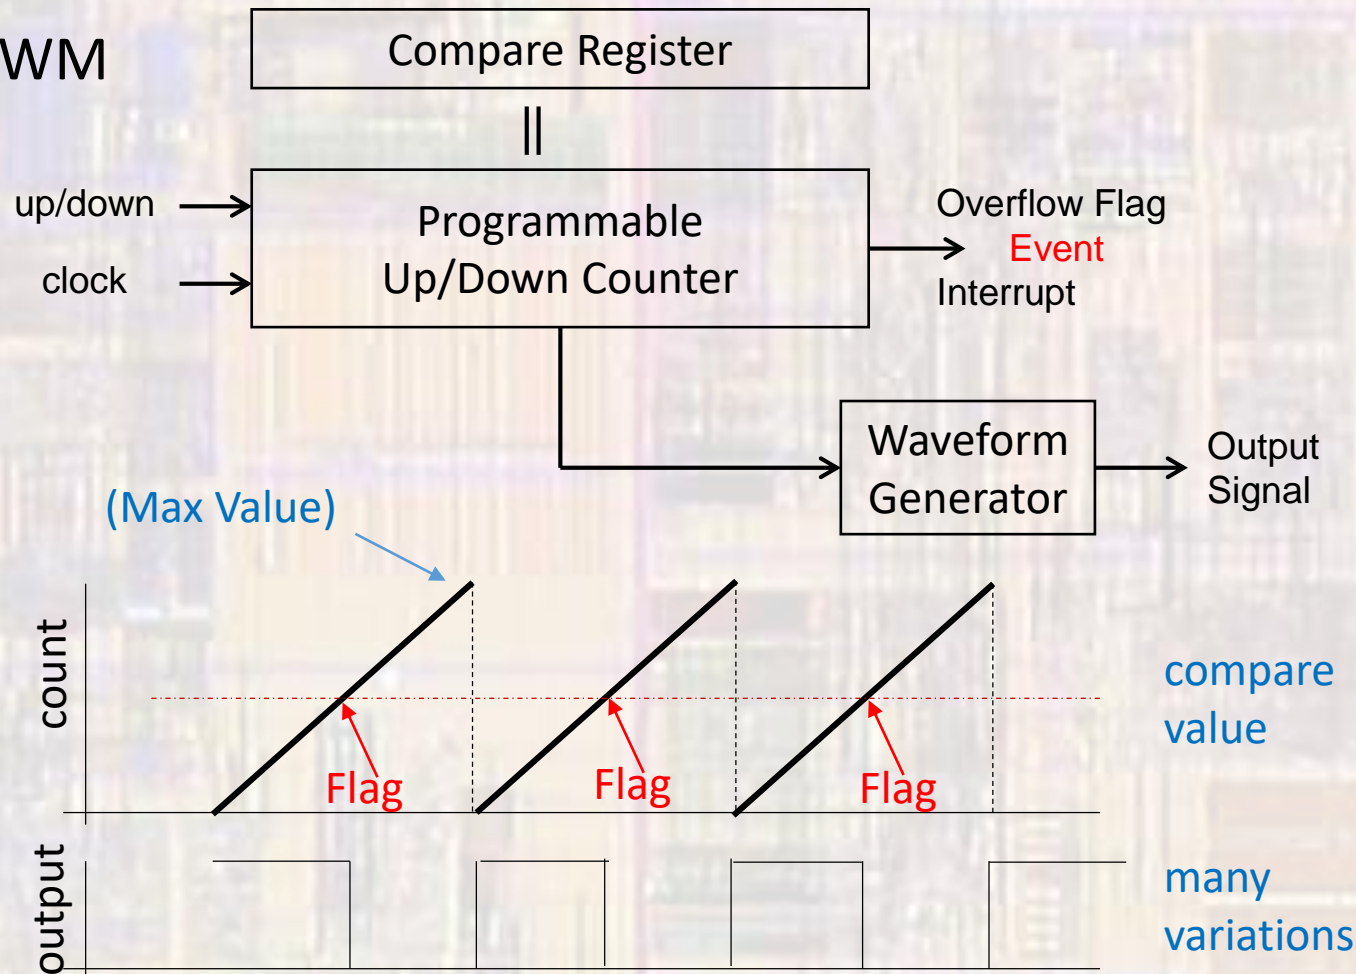 WM
Compare Register
||
up/down
clock
Programmable
Up/Down Counter
Overflow Flag
Event
Interrupt
Waveform
Generator
Output
Signal
(Max Value)
count
compare
value
Flag
Flag
Flag
output
many
variations